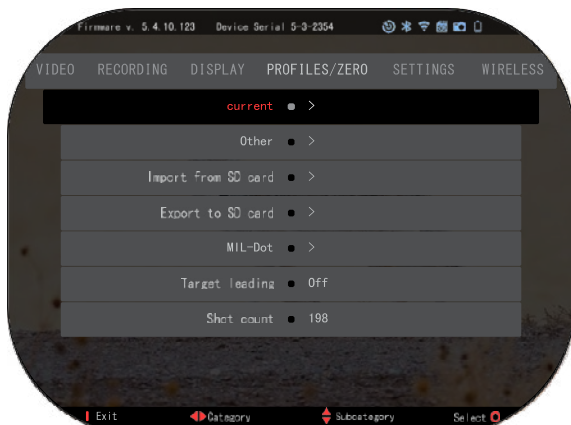 Firmware v. 5.4.10.123 Device Serial 5-3-2354
VIDEO RECORDING DISPLAY PROFILES/ZERO SETTINGS WIRELESS
current >
Other >
Import from SD card >
Export to SD card >
MIL-Dot >
Target leading Off
Shot count 198
Exit Category Subcategory Select